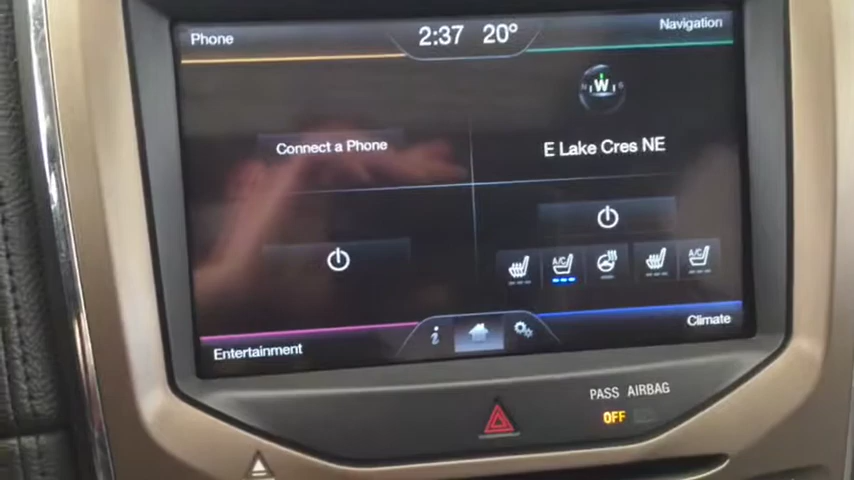 Phone
2:37 20°
Navigation
W
Connect a Phone
E Lake Cres NE
A/C
A/C
Entertainment
i
Climate
PASS AIRBAG
OFF